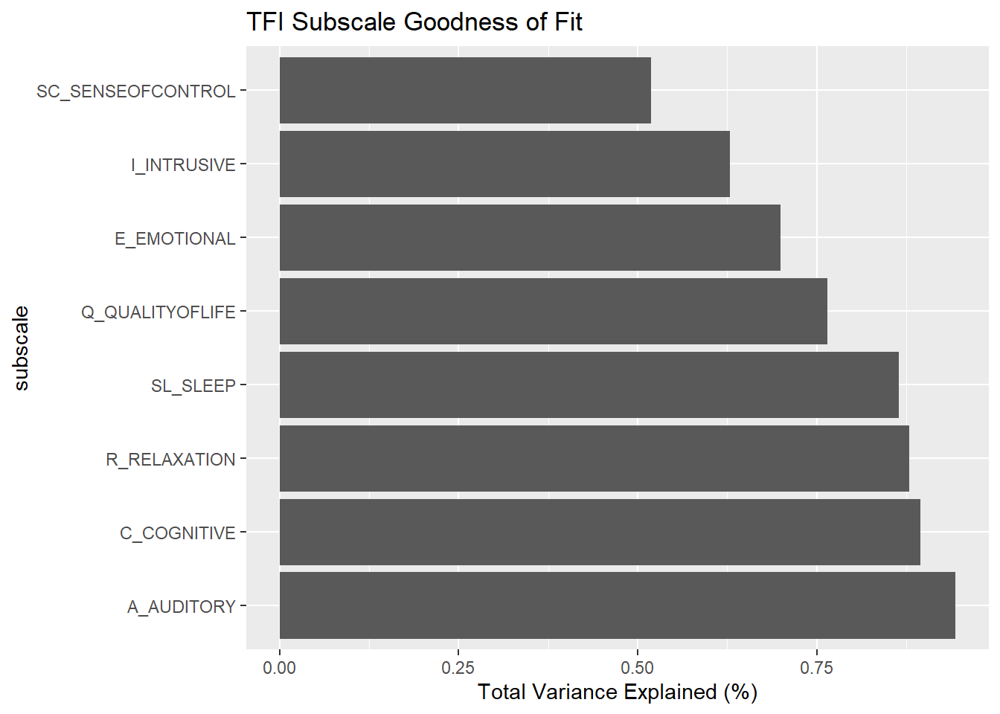 TFI Subscale Goodness of Fit
SC_SENSEOFCONTROL
I_INTRUSIVE
E_EMOTIONAL
Q_QUALITYOFLIFE
SL_SLEEP
R_RELAXATION
C_COGNITIVE
A_AUDITORY
subscale
0.00 0.25 0.50 0.75
Total Variance Explained (%)